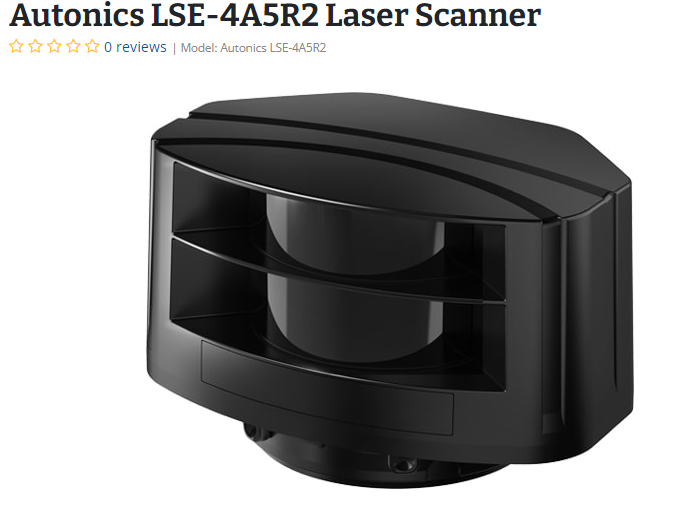 Autonics LSE-4A5R2 Laser Scanner
0 reviews | Model: Autonics LSE-4A5R2